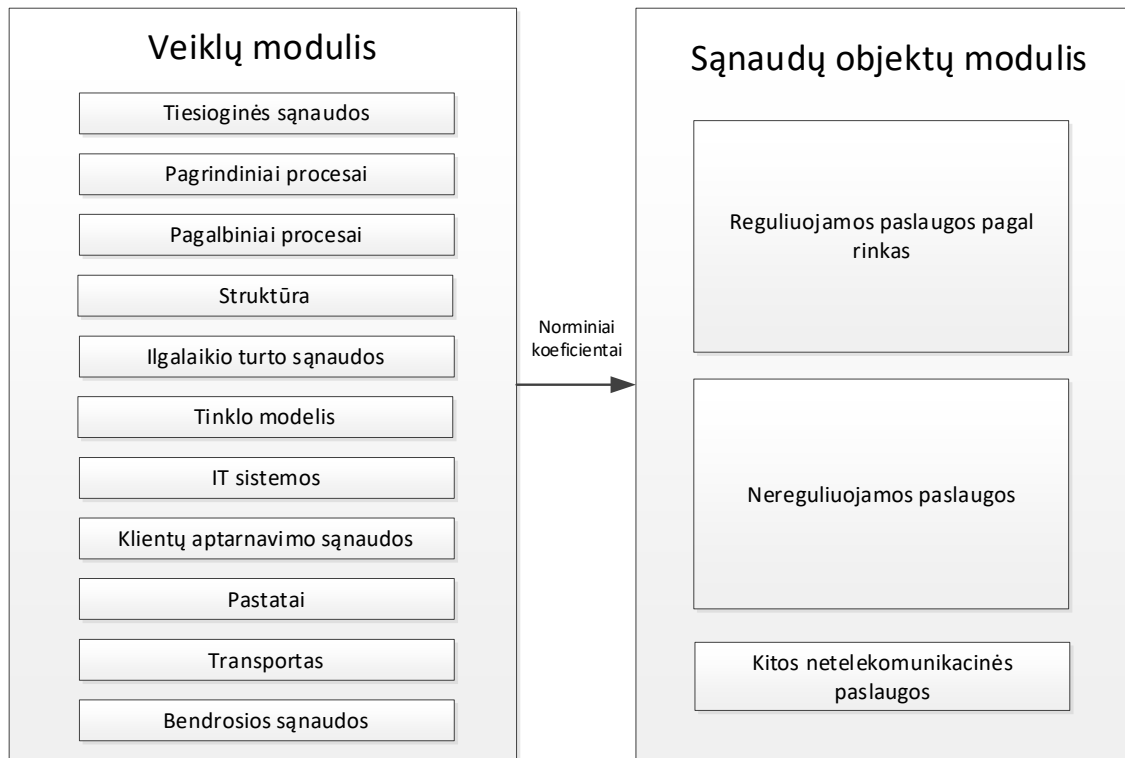 Veiklų modulis
Tiesioginės sąnaudos
Pagrindiniai procesai
Pagalbiniai procesai
Struktūra
Ilgalaikio turto sąnaudos
Tinklo modelis
IT sistemos
Klientų aptarnavimo sąnaudos
Pastatai
Transportas
Bendrosios sąnaudos
Norminiai
koeficientai
Sąnaudų objektų modulis
Reguliuojamos paslaugos pagal
rinkas
Nereguliuojamos paslaugos
Kitos netelekomunikacinės
paslaugos